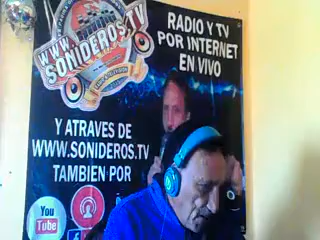 WWW.
SONIDEROS.TV
RADIO Y TV
POR INTERNET
EN VIVO
Y ATRAVES DE
WWW.SONIDEROS.TV
TAMBIEN POR
You
Tube